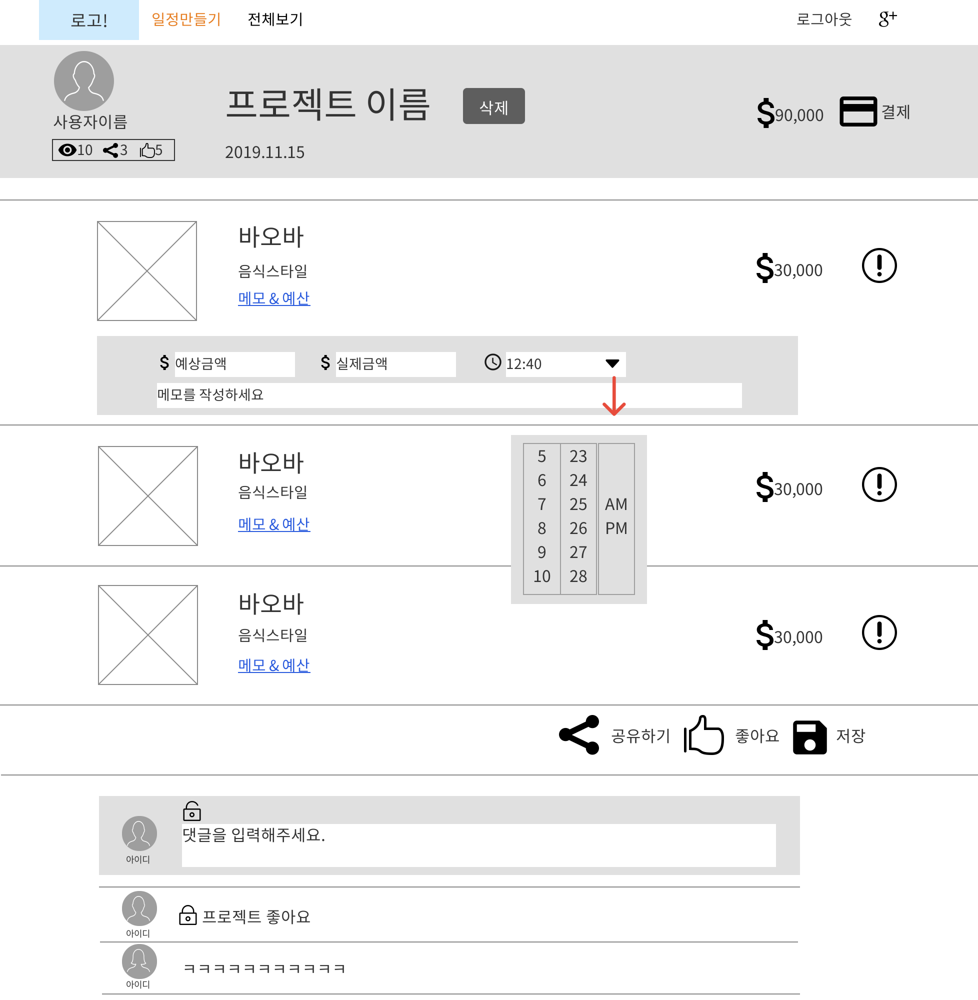 로고!
일정만들기
전체보기
로그아웃
g+
사용자이름
10 3 5
프로젝트 이름
삭제
2019.11.15
$90,000
결제
바오바
음식스타일
메모 & 예산
$30,000
$ 예상금액
$ 실제금액
12:40
메모를 작성하세요
바오바
음식스타일
메모 & 예산
5 23
6 24
7 25 AM
8 26 PM
9 27
10 28
$30,000
바오바
음식스타일
메모 & 예산
$30,000
공유하기
좋아요
저장
아이디
댓글을 입력해주세요.
아이디
프로젝트 좋아요
아이디
ㅋㅋㅋㅋㅋㅋㅋㅋㅋㅋㅋ